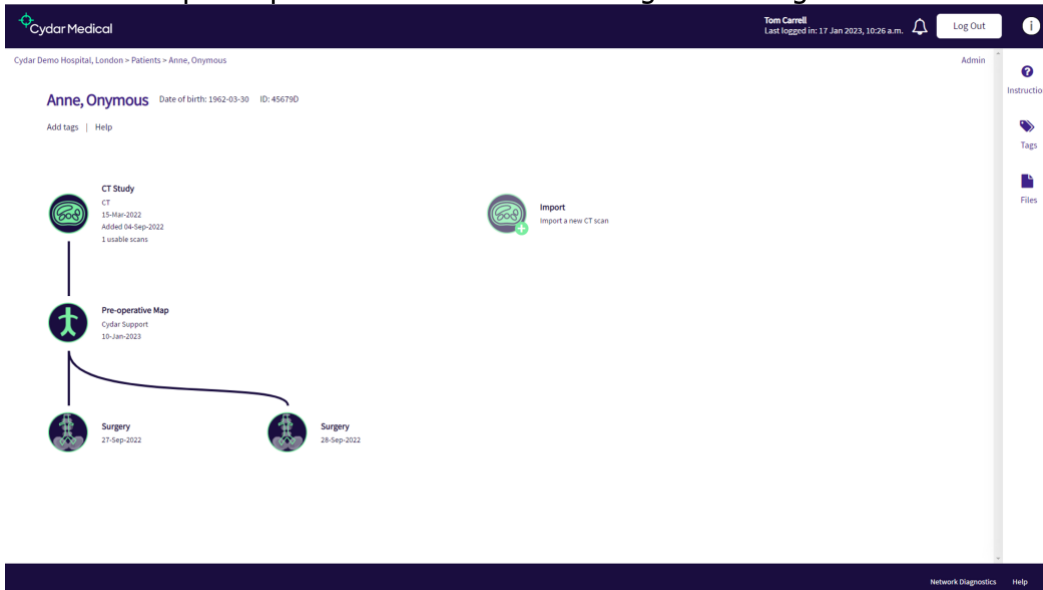 Cydar Medical
Tom Carrell
Last logged in: 17 Jan 2023, 10:26 a.m.
Log Out
i
Cydar Demo Hospital, London > Patients > Anne, Onymous
Admin
Anne, Onymous Date of birth: 1962-03-30 ID: 45679D
Add tags | Help
?
Instructio
Tags
Files
CT Study
CT
15-Mar-2022
Added 04-Sep-2022
1 usable scans
Import
Import a new CT scan
Pre-operative Map
Cydar Support
10-Jan-2023
Surgery
27-Sep-2022
Surgery
28-Sep-2022
Network Diagnostics Help